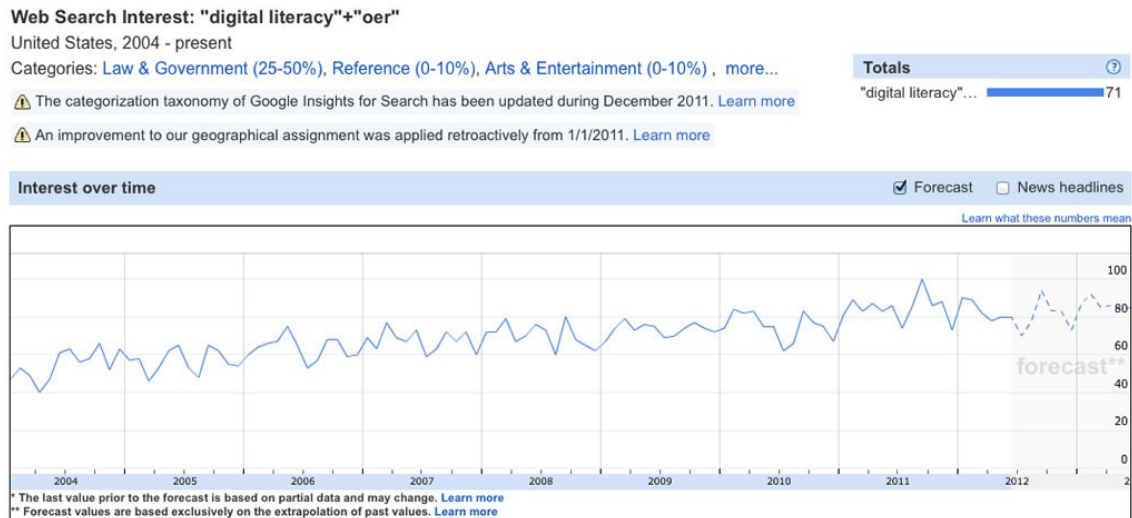 Web Search Interest: "digital literacy"+"oer"
United States, 2004 - present
Categories: Law & Government (25-50%), Reference (0-10%), Arts & Entertainment (0-10%) , more...
Totals
"digital literacy"... 71
The categorization taxonomy of Google Insights for Search has been updated during December 2011. Learn more
An improvement to our geographical assignment was applied retroactively from 1/1/2011. Learn more
Interest over time
Forecast
News headlines
Learn what these numbers mean
100
80
60
forecast**
40
20
0
2004 2005 2006 2007 2008 2009 2010 2011 2012 2
* The last value prior to the forecast is based on partial data and may change. Learn more
** Forecast values are based exclusively on the extrapolation of past values. Learn more